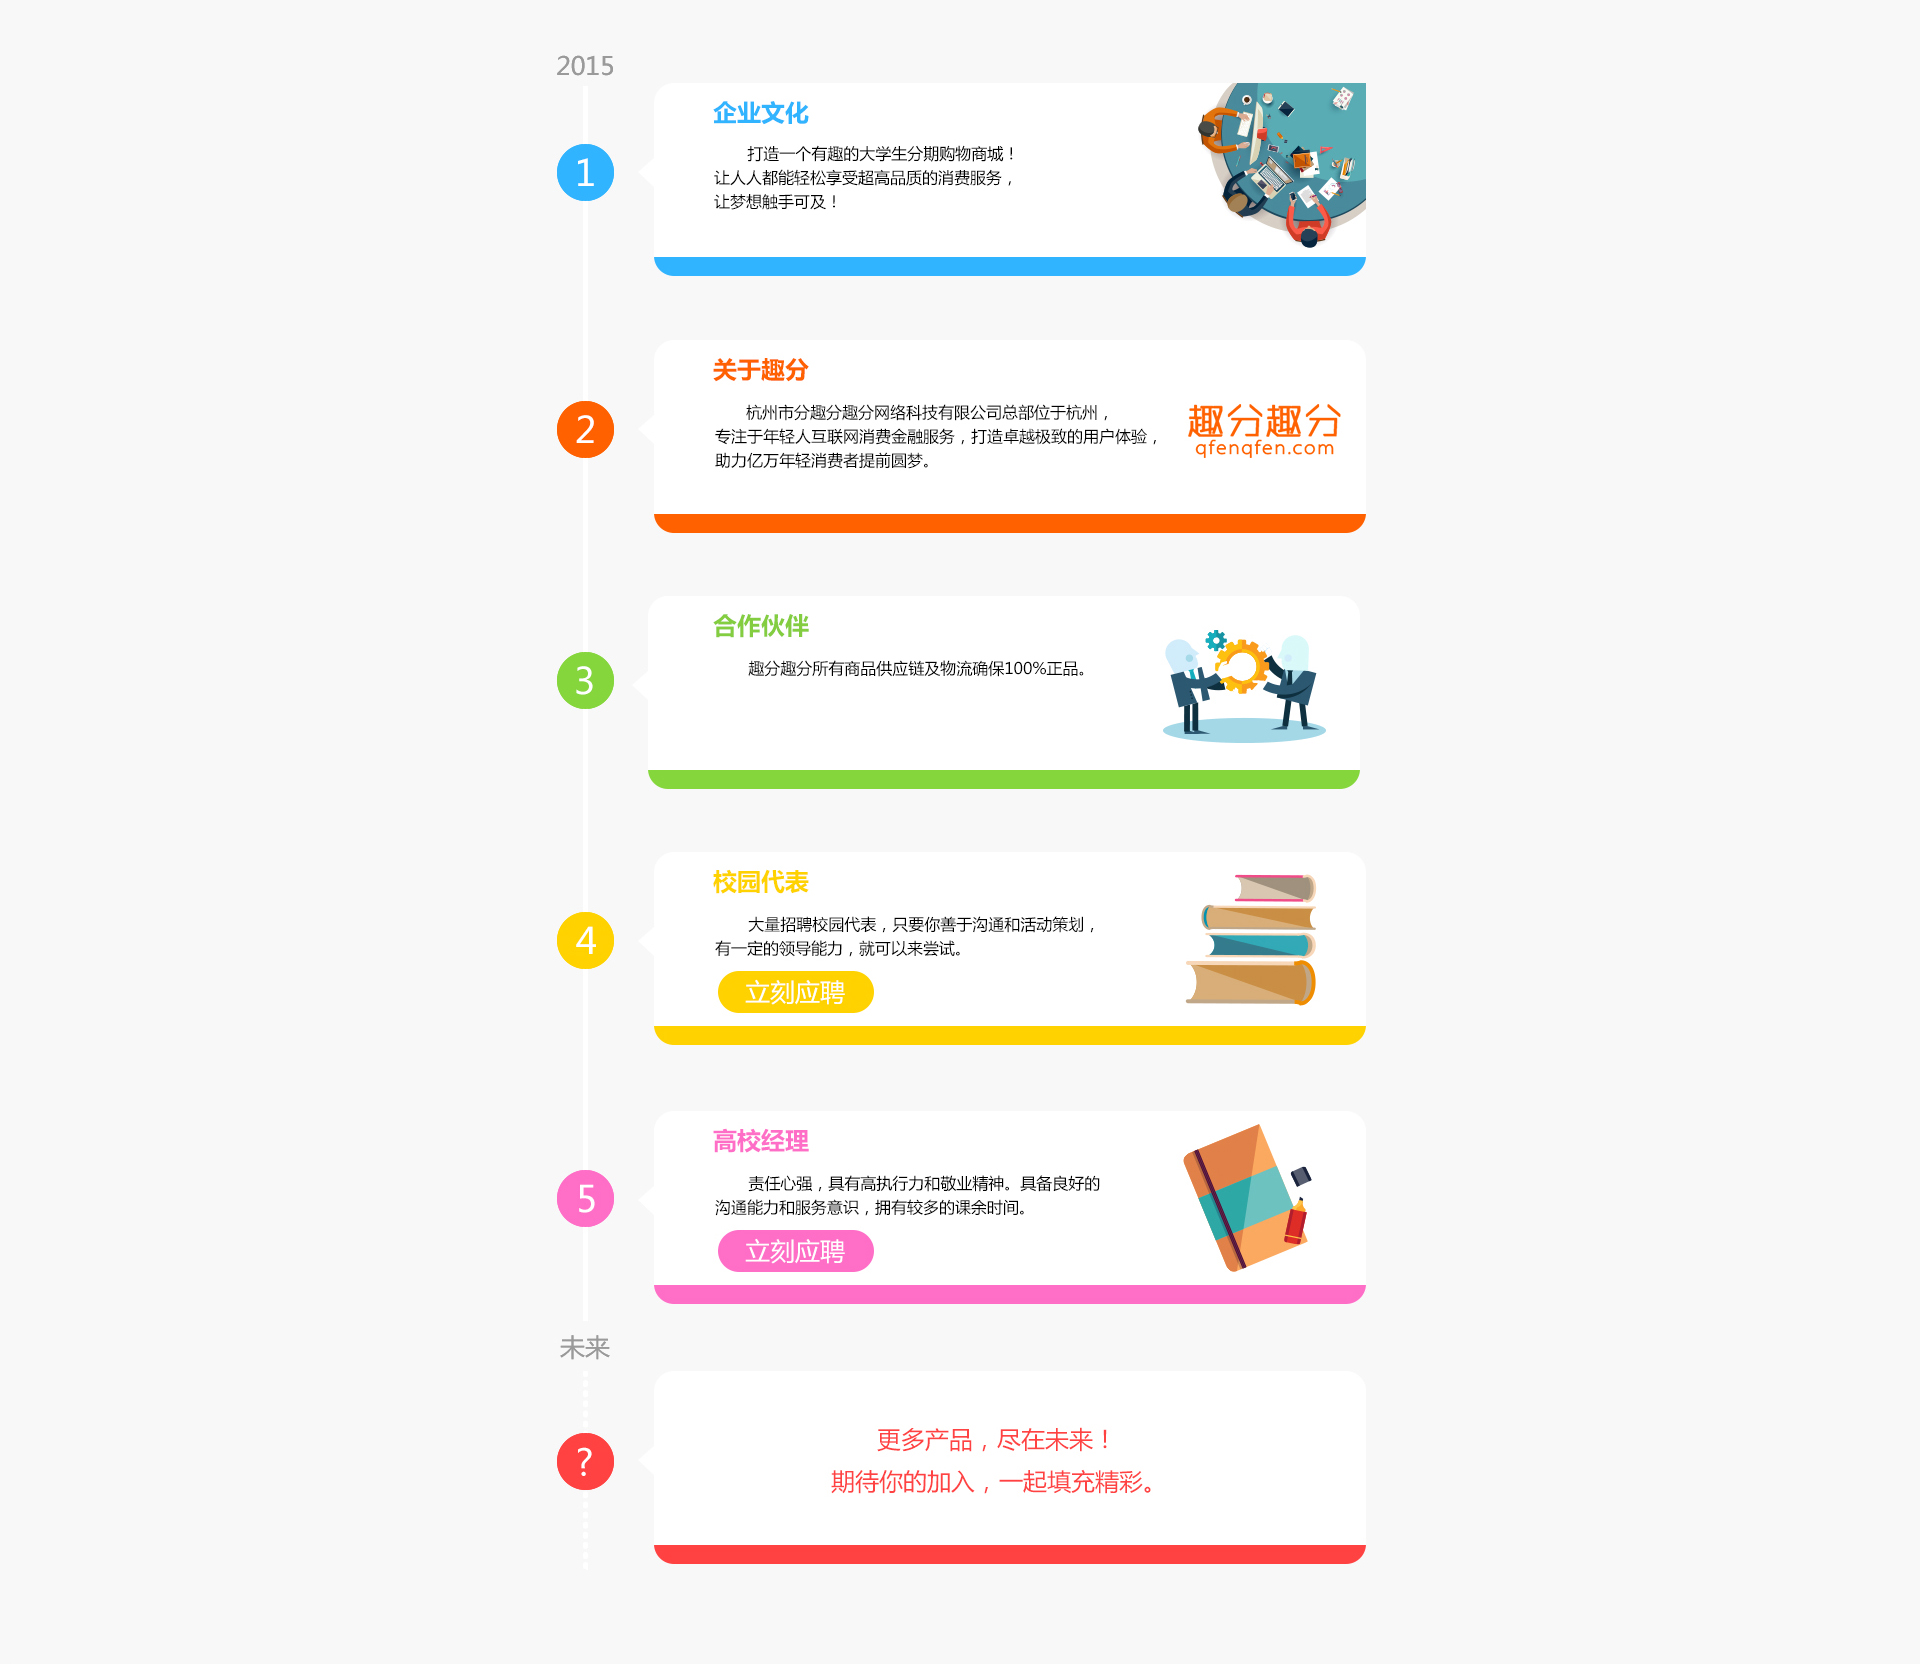 2015
1
企业文化
打造一个有趣的大学生分期购物商城！
让人人都能轻松享受超高品质的消费服务，
让梦想触手可及！
2
关于趣分
杭州市分趣分趣分网络科技有限公司总部位于杭州，
专注于年轻人互联网消费金融服务，打造卓越极致的用户体验，
助力亿万年轻消费者提前圆梦。
趣分趣分
qfenqfen.com
3
合作伙伴
趣分趣分所有商品供应链及物流确保100%正品。
4
校园代表
大量招聘校园代表，只要你善于沟通和活动策划，
有一定的领导能力，就可以来尝试。
立刻应聘
5
高校经理
责任心强，具有高执行力和敬业精神。具备良好的
沟通能力和服务意识，拥有较多的课余时间。
立刻应聘
未来
?
更多产品，尽在未来！
期待你的加入，一起填充精彩。